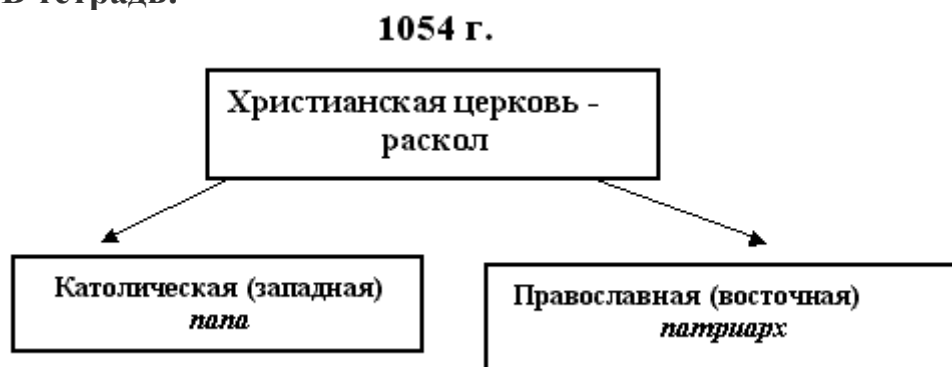 В тетрадь.
1054 г.
Христианская церковь -
раскол
Католическая (западная)
папа
Православная (восточная)
патриарх